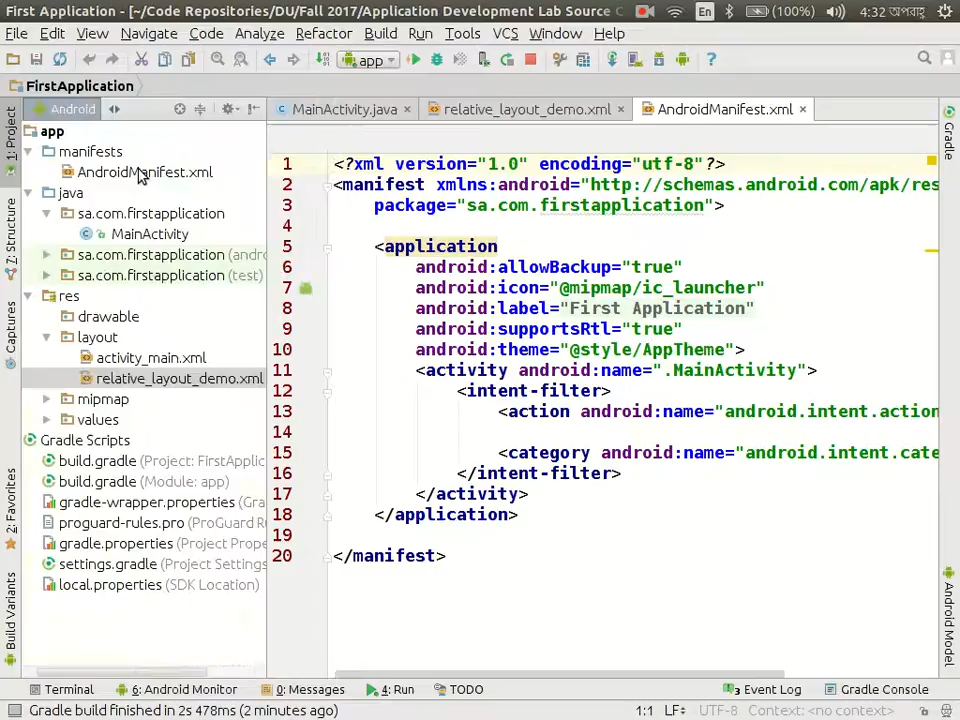 First Application - [~/Code Repositories/DU/Fall 2017/Application Development Lab Source C
En
(100%)
4:32 অপরাহ্ণ
File Edit View Navigate Code Analyze Refactor Build Run Tools VCS Window Help
app
FirstApplication
1: Project
Z: Structure
Captures
2: Favorites
Build Variants
Android
app
manifests
AndroidManifest.xml
java
sa.com.firstapplication
MainActivity
sa.com.firstapplication (andro
sa.com.firstapplication (test)
res
drawable
layout
activity_main.xml
relative_layout_demo.xml
mipmap
values
Gradle Scripts
build.gradle (Project: FirstApplic
build.gradle (Module: app)
gradle-wrapper.properties (Gra
proguard-rules.pro (ProGuard Ru
gradle.properties (Project Prope
settings.gradle (Project Settings
local.properties (SDK Location)
MainActivity.java
relative_layout_demo.xml
AndroidManifest.xml
1 <?xml version="1.0" encoding="utf-8"?>
2 <manifest xmlns:android="http://schemas.android.com/apk/res
3 package="sa.com.firstapplication">
4
5 <application
6 android:allowBackup="true"
7 android:icon="@mipmap/ic_launcher"
8 android:label="First Application"
9 android:supportsRtl="true"
10 android:theme="@style/AppTheme">
11 <activity android:name=".MainActivity">
12 <intent-filter>
13 <action android:name="android.intent.action
14
15 <category android:name="android.intent.cate
16 </intent-filter>
17 </activity>
18 </application>
19
20 </manifest>
Gradle
Android Model
Terminal
6: Android Monitor
0: Messages
4: Run
TODO
3 Event Log
Gradle Console
Gradle build finished in 2s 478ms (2 minutes ago)
1:1 LF÷ UTF-8 Context: <no context>